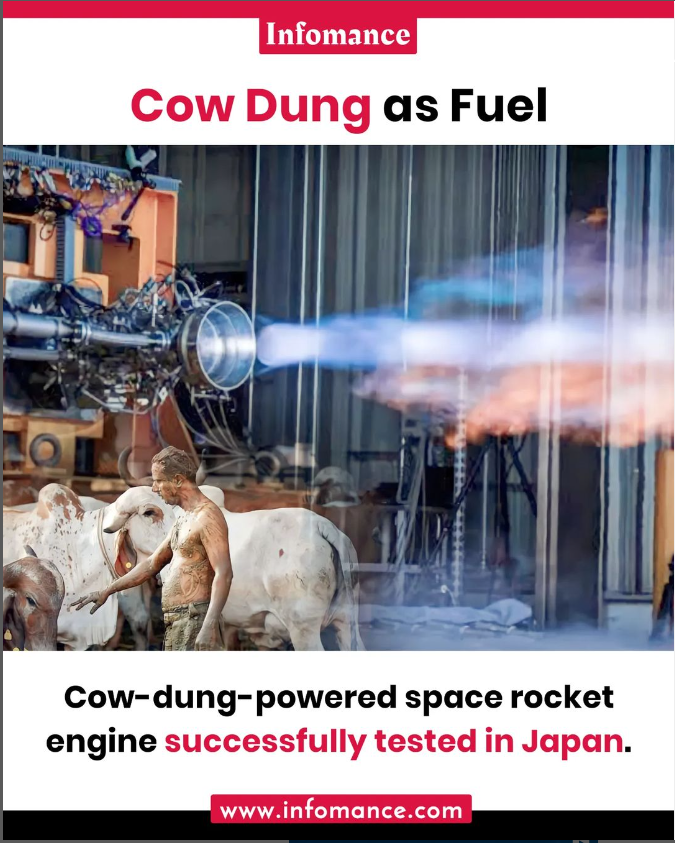 Infomance
Cow Dung as Fuel
Cow-dung-powered space rocket
engine successfully tested in Japan.
www.infomance.com